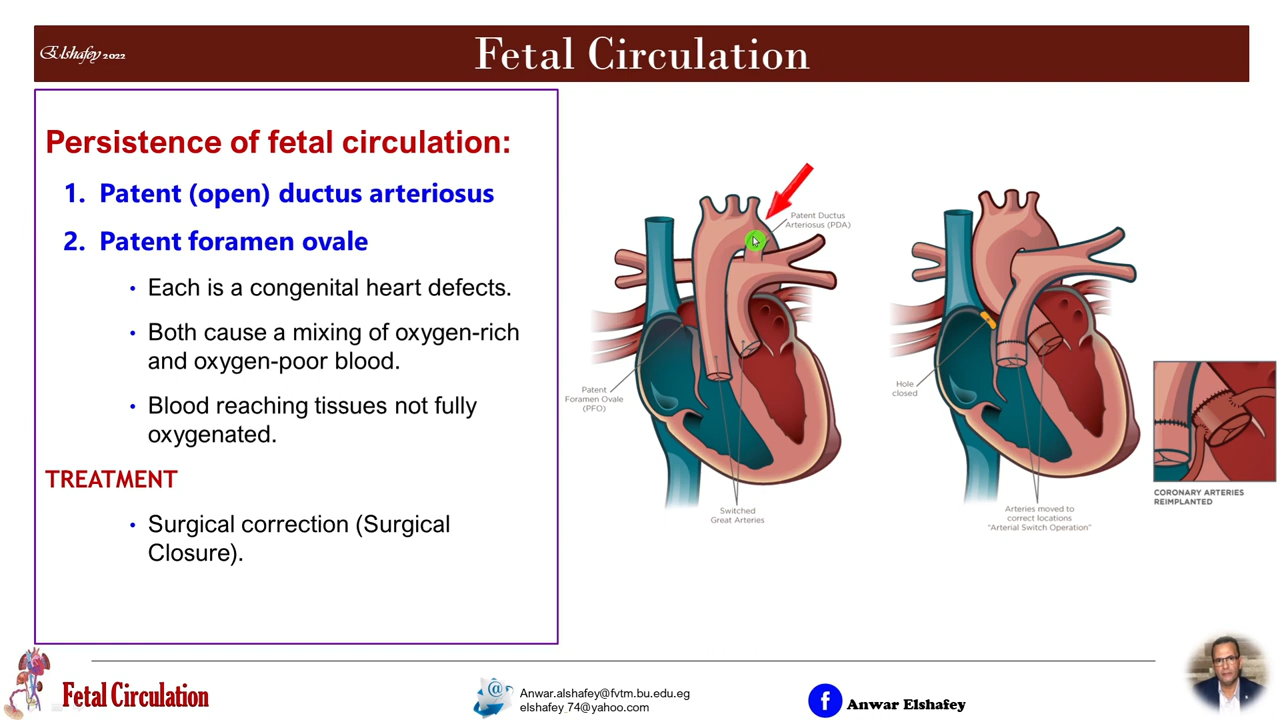 Elshafey 2022
Fetal Circulation
Persistence of fetal circulation:
1. Patent (open) ductus arteriosus
2. Patent foramen ovale
• Each is a congenital heart defects.
• Both cause a mixing of oxygen-rich
and oxygen-poor blood.
• Blood reaching tissues not fully
oxygenated.
TREATMENT
• Surgical correction (Surgical
Closure).
Patent Ductus
Arteriosus (PDA)
Patent
Foramen Ovale
(PFO)
Switched
Great Arteries
Hole
closed
Arteries moved to
correct locations
"Arterial Switch Operation"
CORONARY ARTERIES
REIMPLANTED
Fetal Circulation
@
Anwar.alshafey@fvtm.bu.edu.eg
elshafey_74@yahoo.com
f
Anwar Elshafey